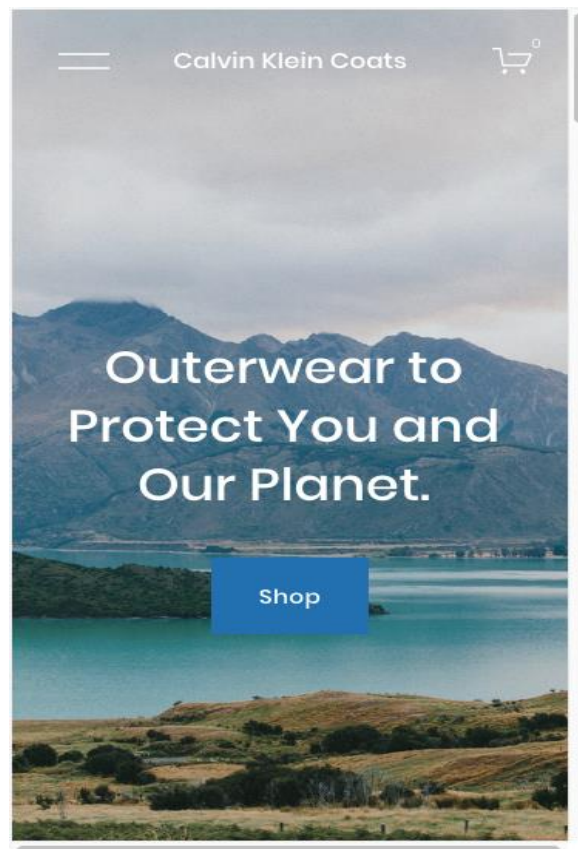 Calvin Klein Coats
0
Outerwear to
Protect You and
Our Planet.
Shop